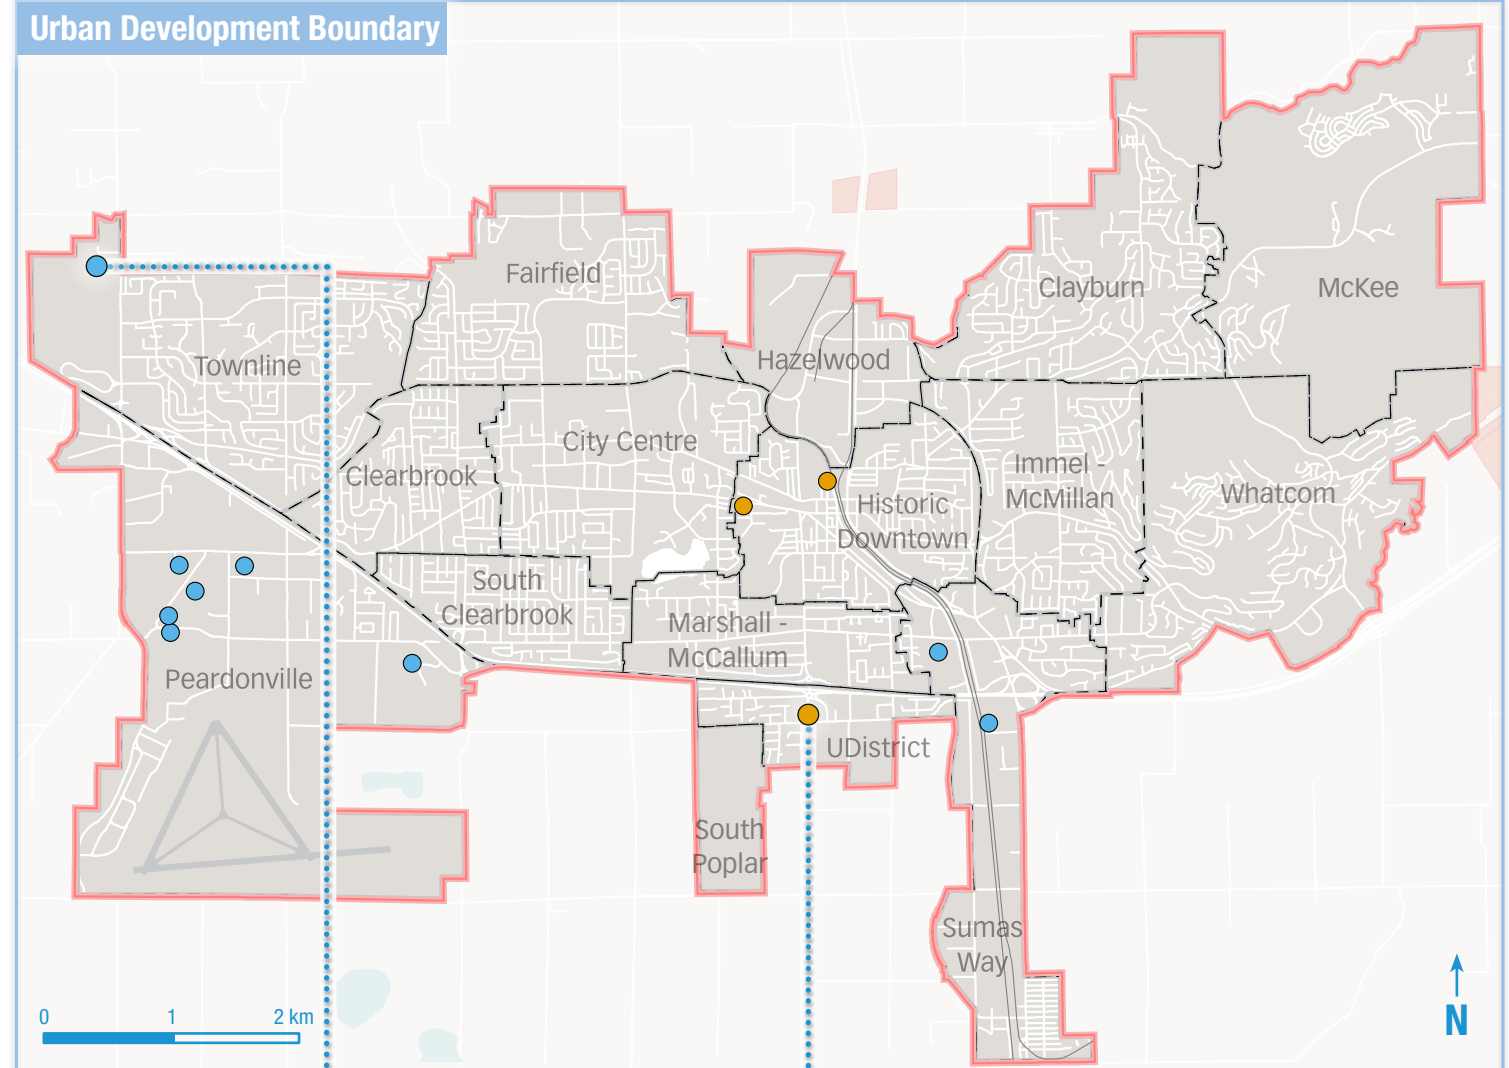 Urban Development Boundary
Fairfield
Clayburn
McKee
Townline
Hazelwood
City Centre
Clearbrook
Immel -
McMillan
Whatcom
Historic
Downtown
South
Clearbrook
Marshall -
McCallum
Peardonville
UDistrict
South
Poplar
Sumas
Way
0 1 2 km
N